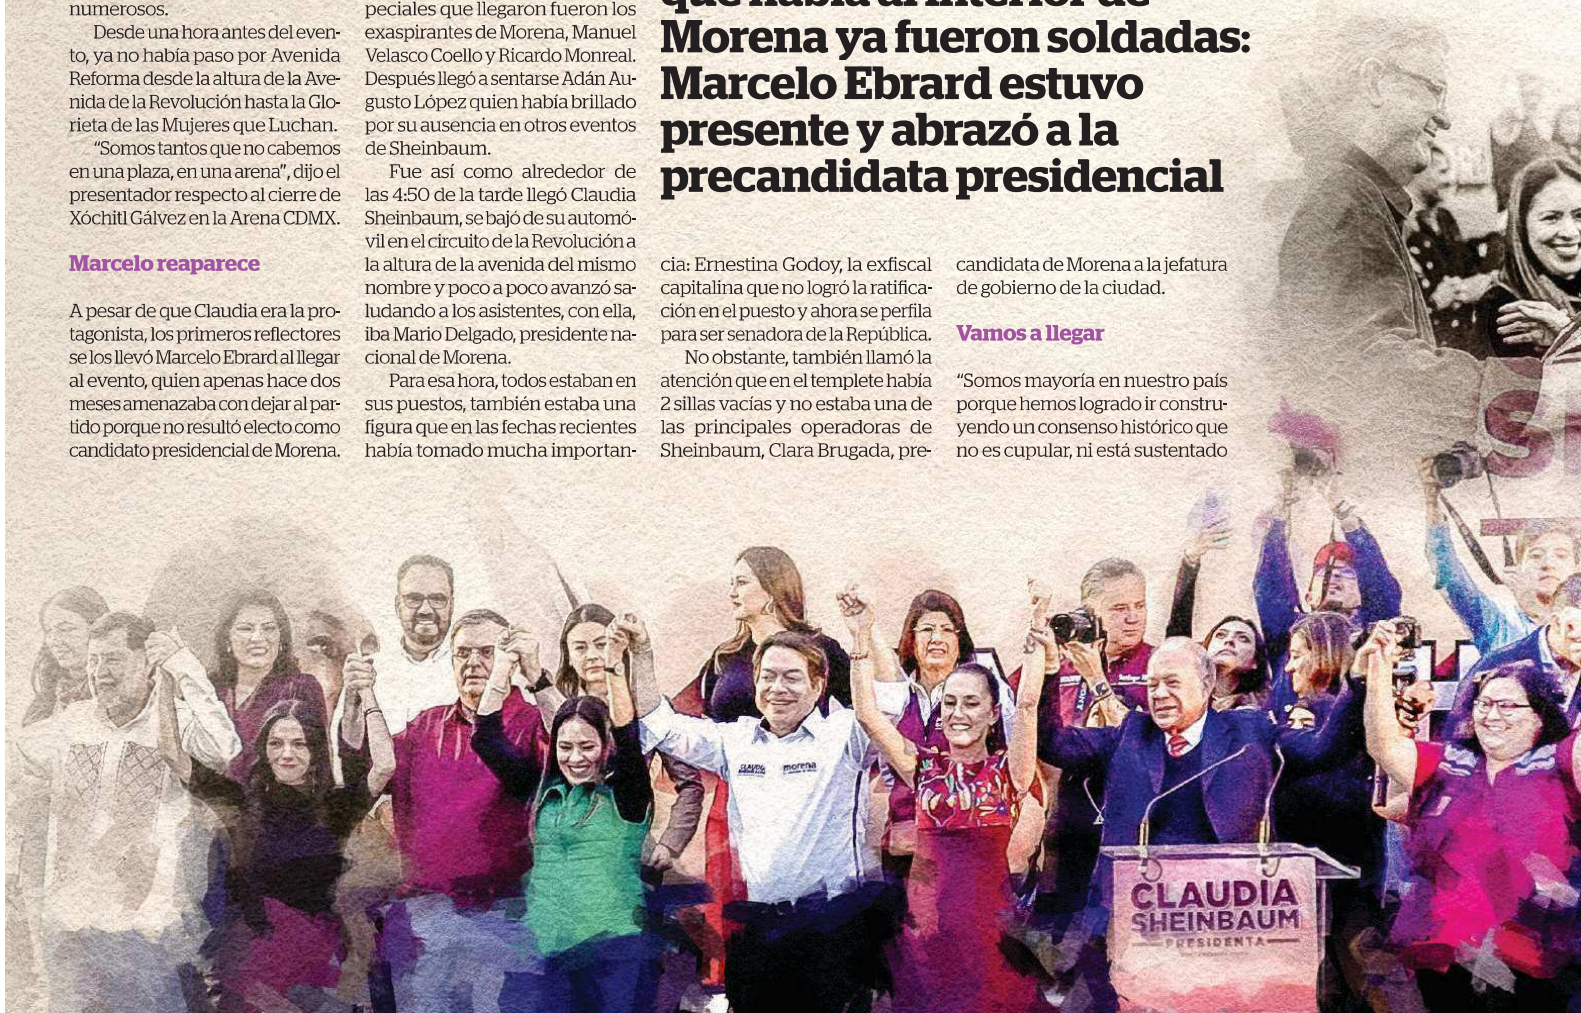 numerosos.
Desde una hora antes del even-
to, ya no había paso por Avenida
Reforma desde la altura de la Ave-
nida de la Revolución hasta la Glo-
rieta de las Mujeres que Luchan.
“Somos tantos que no cabemos
en una plaza, en una arena”, dijo el
presentador respecto al cierre de
Xóchitl Gálvez en la Arena CDMX.
Marcelo reaparece
A pesar de que Claudia era la pro-
tagonista, los primeros reflectores
se los llevó Marcelo Ebrard al llegar
al evento, quien apenas hace dos
meses amenazaba con dejar al par-
tido porque no resultó electo como
candidato presidencial de Morena.
peciales que llegaron fueron los
exaspirantes de Morena, Manuel
Velasco Coello y Ricardo Monreal.
Después llegó a sentarse Adán Au-
gusto López quien había brillado
por su ausencia en otros eventos
de Sheinbaum.
Fue así como alrededor de
las 4:50 de la tarde llegó Claudia
Sheinbaum, se bajó de su automó-
vil en el circuito de la Revolución a
la altura de la avenida del mismo
nombre y poco a poco avanzó sa-
ludando a los asistentes, con ella,
iba Mario Delgado, presidente na-
cional de Morena.
Para esa hora, todos estaban en
sus puestos, también estaba una
figura que en las fechas recientes
había tomado mucha importan-
que había al interior de
Morena ya fueron soldadas:
Marcelo Ebrard estuvo
presente y abrazó a la
precandidata presidencial
cia: Ernestina Godoy, la exfiscal
capitalina que no logró la ratifica-
ción en el puesto y ahora se perfila
para ser senadora de la República.
No obstante, también llamó la
atención que en el templete había
2 sillas vacías y no estaba una de
las principales operadoras de
Sheinbaum, Clara Brugada, pre-
candidata de Morena a la jefatura
de gobierno de la ciudad.
Vamos a llegar
“Somos mayoría en nuestro país
porque hemos logrado ir constru-
yendo un consenso histórico que
no es cupular, ni está sustentado
CLAUDIA
SHEINBAUM
morena
CLAUDIA
SHEINBAUM
PRESIDENTA